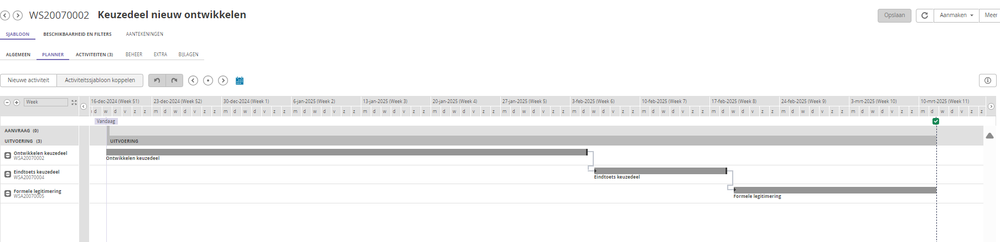 WS20070002 Keuzedeel nieuw ontwikkelen Opslaan Aanmaken Meer
SJABLOON BESCHIKBAARHEID EN FILTERS AANTEKENINGEN
ALGEMEEN PLANNER ACTIVITEITEN (3) BEHEER EXTRA BIJLAGEN
Nieuwe activiteit Activiteitssjabloon koppelen
Week 16-dec-2024 (Week 51) 23-dec-2024 (Week 52) 30-dec-2024 (Week 1) 6-jan-2025 (Week 2) 13-jan-2025 (Week 3) 20-jan-2025 (Week 4) 27-jan-2025 (Week 5) 3-feb-2025 (Week 6) 10-feb-2025 (Week 7) 17-feb-2025 (Week 8) 24-feb-2025 (Week 9) 3-mrt-2025 (Week 10) 10-mrt-2025 (Week 11)
d w d v z z m d w d v z z m d w d v z z m d w d v z z m d w d v z z m d w d v z z m d w d v z z m d w d v z z m d w d v z z m d w d v z z m d w d v z z m d w d v z z m d w d v z z
Vandaag
AANVRAAG (0)
UITVOERING (3) UITVOERING
Ontwikkelen keuzedeel
WSA20070002 Ontwikkelen keuzedeel
Eindtoets keuzedeel
WSA20070004 Eindtoets keuzedeel
Formele legitimering
WSA20070005 Formele legitimering